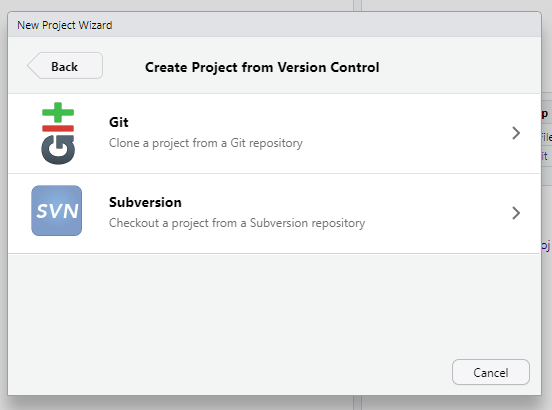 New Project Wizard
Back
Create Project from Version Control
Git
Git
Clone a project from a Git repository
SVN
Subversion
Checkout a project from a Subversion repository
Cancel